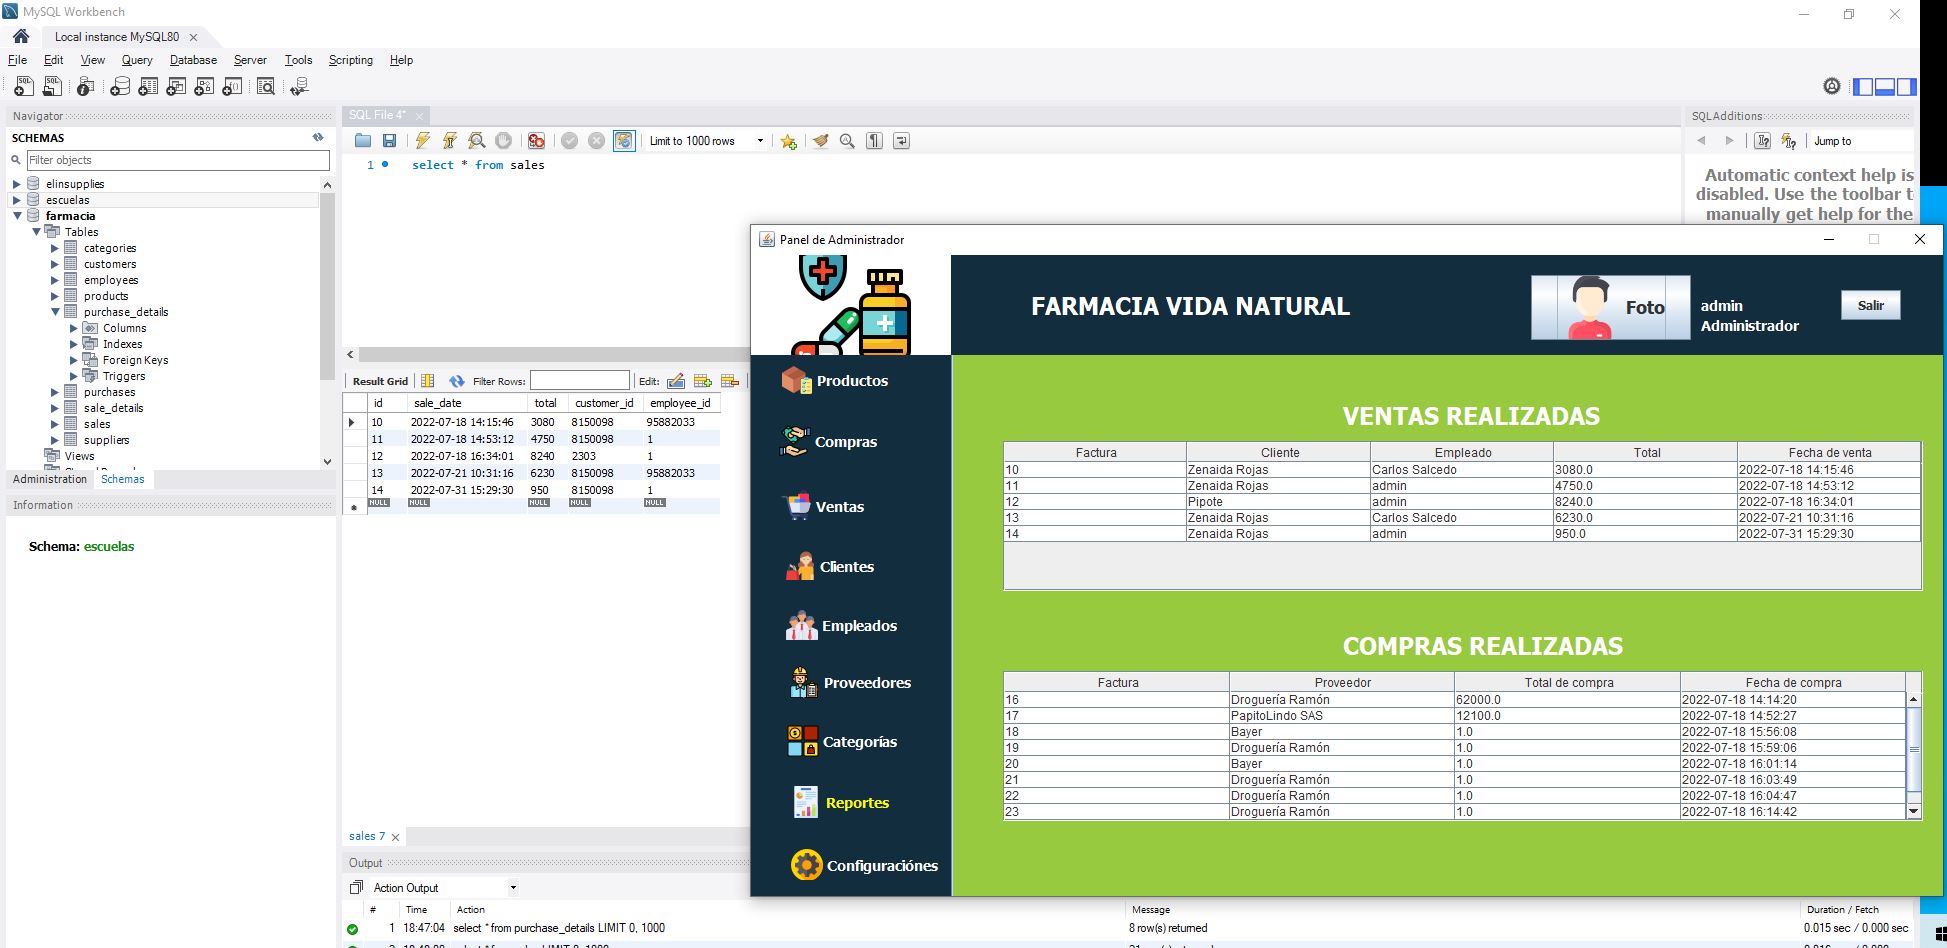 MySQL Workbench
Local instance MySQL80
File Edit View Query Database Server Tools Scripting Help
Navigator
SCHEMAS
Filter objects
elinsupplies
escuelas
farmacia
Tables
categories
customers
employees
products
purchase_details
Columns
Indexes
Foreign Keys
Triggers
purchases
sale_details
sales
suppliers
Views
Administration Schemas
Information
Schema: escuelas
SQL File 4*
Limit to 1000 rows
1 select * from sales
SQLAdditions
Jump to
Automatic context help is
disabled. Use the toolbar t
manually get help for the
Result Grid Filter Rows: Edit:
id sale_date total customer_id employee_id
10 2022-07-18 14:15:46 3080 8150098 95882033
11 2022-07-18 14:53:12 4750 8150098 1
12 2022-07-18 16:34:01 8240 2303 1
13 2022-07-21 10:31:16 6230 8150098 95882033
14 2022-07-31 15:29:30 950 8150098 1
NULL NULL NULL NULL NULL
sales 7
Output
Action Output
# Time Action Message Duration / Fetch
1 18:47:04 select * from purchase_details LIMIT 0, 1000 8 row(s) returned 0.015 sec / 0.000 sec
Panel de Administrador
FARMACIA VIDA NATURAL
Foto
admin
Administrador
Salir
Productos
Compras
Ventas
Clientes
Empleados
Proveedores
Categorías
Reportes
Configuraciónes
VENTAS REALIZADAS
Factura Cliente Empleado Total Fecha de venta
10 Zenaida Rojas Carlos Salcedo 3080.0 2022-07-18 14:15:46
11 Zenaida Rojas admin 4750.0 2022-07-18 14:53:12
12 Pipote admin 8240.0 2022-07-18 16:34:01
13 Zenaida Rojas Carlos Salcedo 6230.0 2022-07-21 10:31:16
14 Zenaida Rojas admin 950.0 2022-07-31 15:29:30
COMPRAS REALIZADAS
Factura Proveedor Total de compra Fecha de compra
16 Droguería Ramón 62000.0 2022-07-18 14:14:20
17 PapitoLindo SAS 12100.0 2022-07-18 14:52:27
18 Bayer 1.0 2022-07-18 15:56:08
19 Droguería Ramón 1.0 2022-07-18 15:59:06
20 Bayer 1.0 2022-07-18 16:01:14
21 Droguería Ramón 1.0 2022-07-18 16:03:49
22 Droguería Ramón 1.0 2022-07-18 16:04:47
23 Droguería Ramón 1.0 2022-07-18 16:14:42